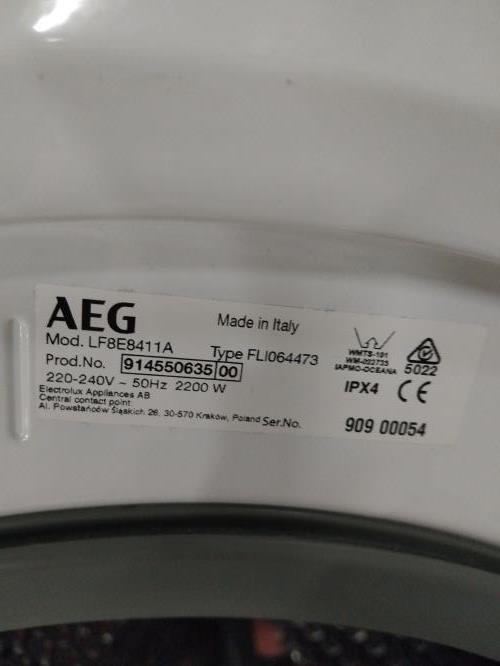 AEG
Made in Italy
Mod. LF8E8411A
Type FLI064473
Prod.No. 914550635 00
220-240V ~ 50Hz 2200 W
Electrolux Appliances AB
Central contact point
Al. Powstańców Śląskich 26, 30-570 Kraków, Poland
Ser.No. 909 00054
WMTS-101
WM-022733
IAPMO-OCEANA
5022
IPX4 CE